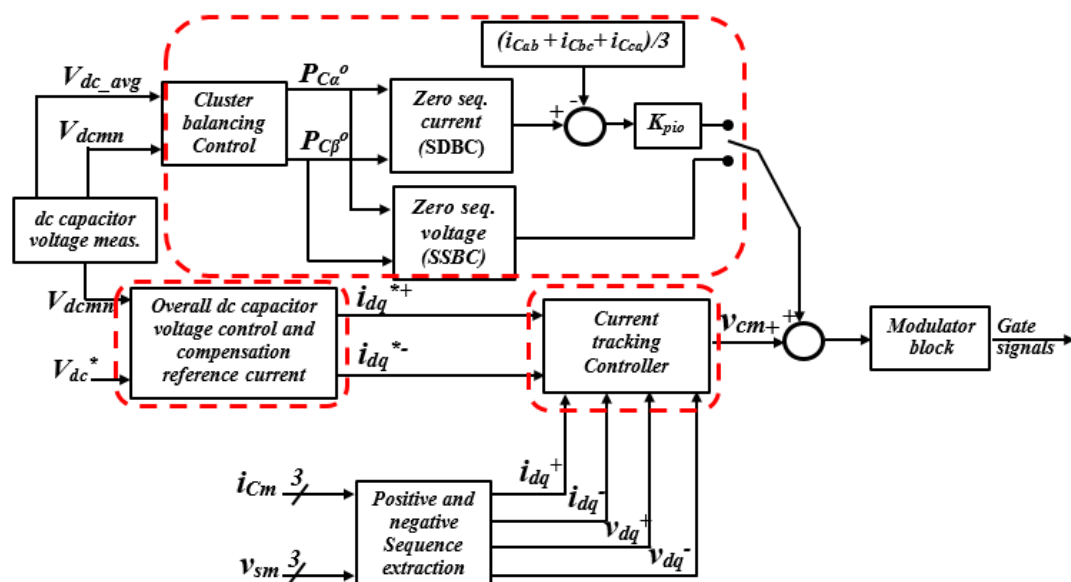 (iCab + iCbc + iCca)/3
Vdc_avg
Vdcmn
Cluster
balancing
Control
PCα^o
PCβ^o
Zero seq.
current
(SDBC)
+
-
Kpio
Zero seq.
voltage
(SSBC)
dc capacitor
voltage meas.
Vdcmn
Vdc*
Overall dc capacitor
voltage control and
compensation
reference current
idq*+
idq*-
Current
tracking
Controller
vcm+
+
Modulator
block
Gate
signals
iCm
3
vsm
3
Positive and
negative
Sequence
extraction
idq+
idq-
vdq+
vdq-